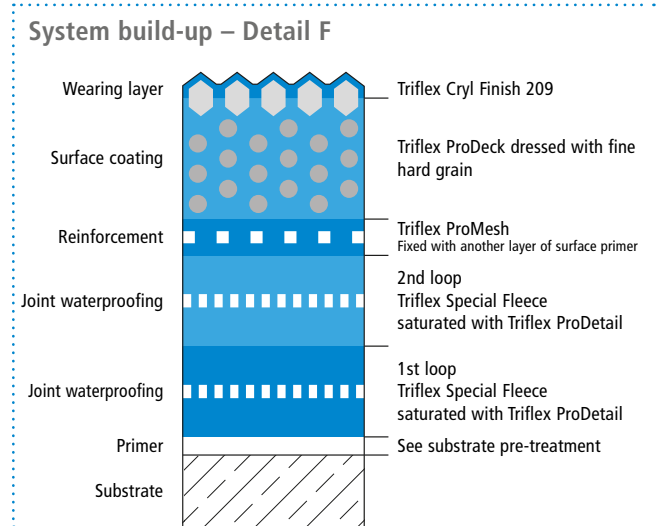 System build-up – Detail F
Wearing layer
Triflex Cryl Finish 209
Surface coating
Triflex ProDeck dressed with fine
hard grain
Reinforcement
Triflex ProMesh
Fixed with another layer of surface primer
Joint waterproofing
2nd loop
Triflex Special Fleece
saturated with Triflex ProDetail
Joint waterproofing
1st loop
Triflex Special Fleece
saturated with Triflex ProDetail
Primer
See substrate pre-treatment
Substrate